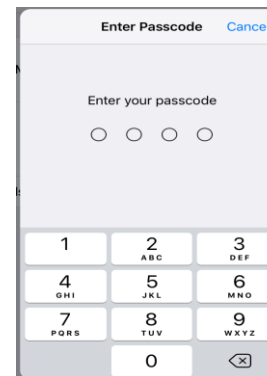 Enter Passcode Cance
Enter your passcode
1 2 3
ABC DEF
4 5 6
GHI JKL MNO
7 8 9
PQRS TUV WXYZ
0